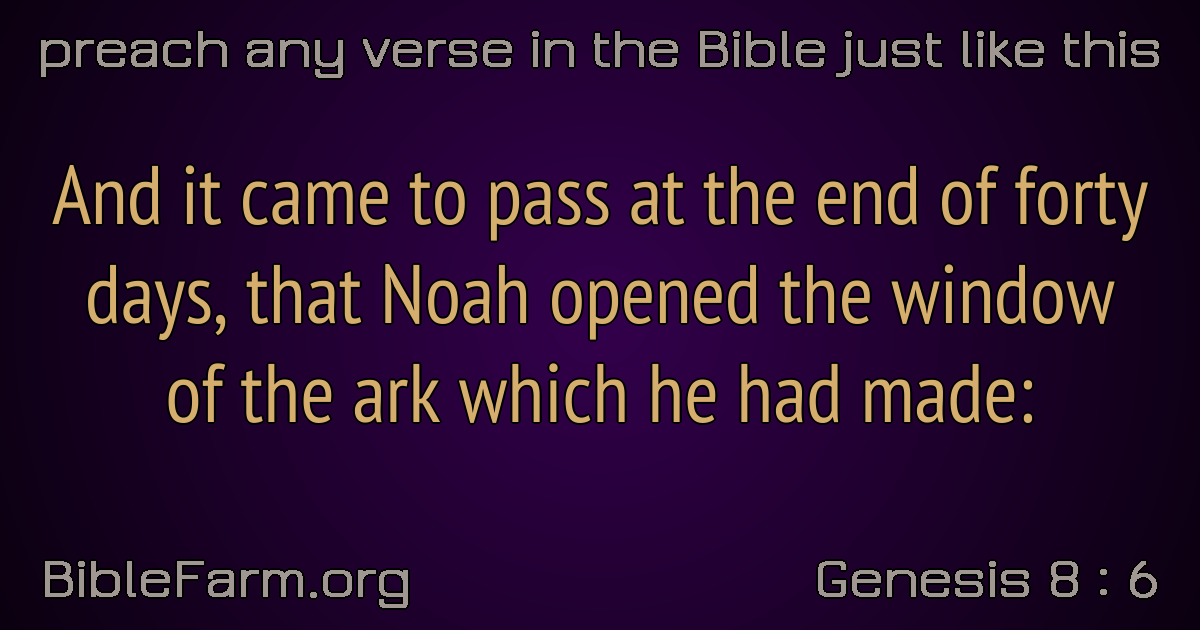 preach any verse in the Bible just like this
And it came to pass at the end of forty
days, that Noah opened the window
of the ark which he had made:
BibleFarm.org
Genesis 8 : 6